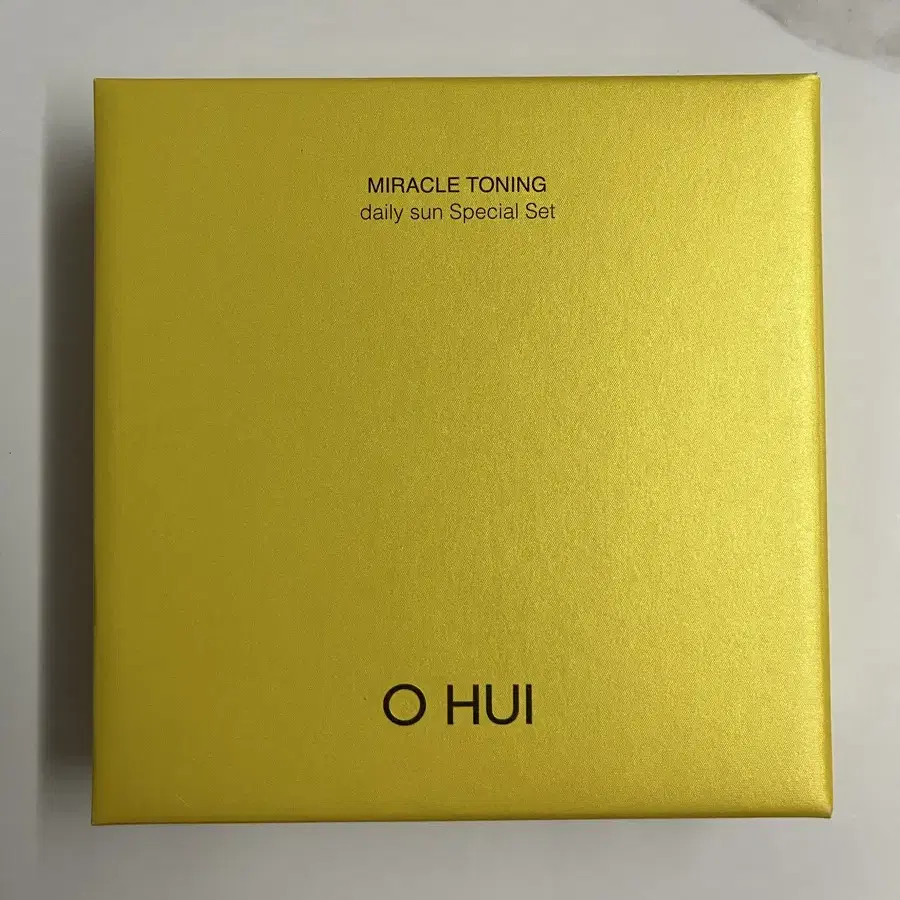 MIRACLE TONING
daily sun Special Set
O HUI